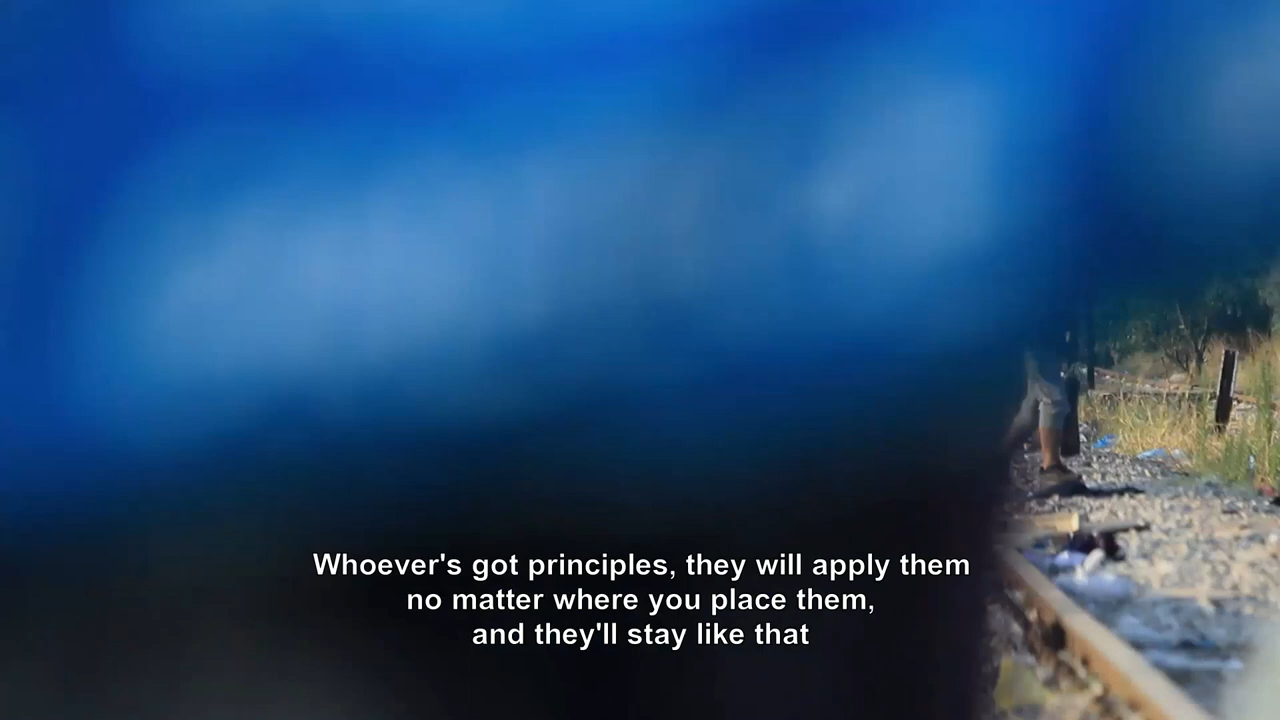 Whoever's got principles, they will apply them
no matter where you place them,
and they'll stay like that